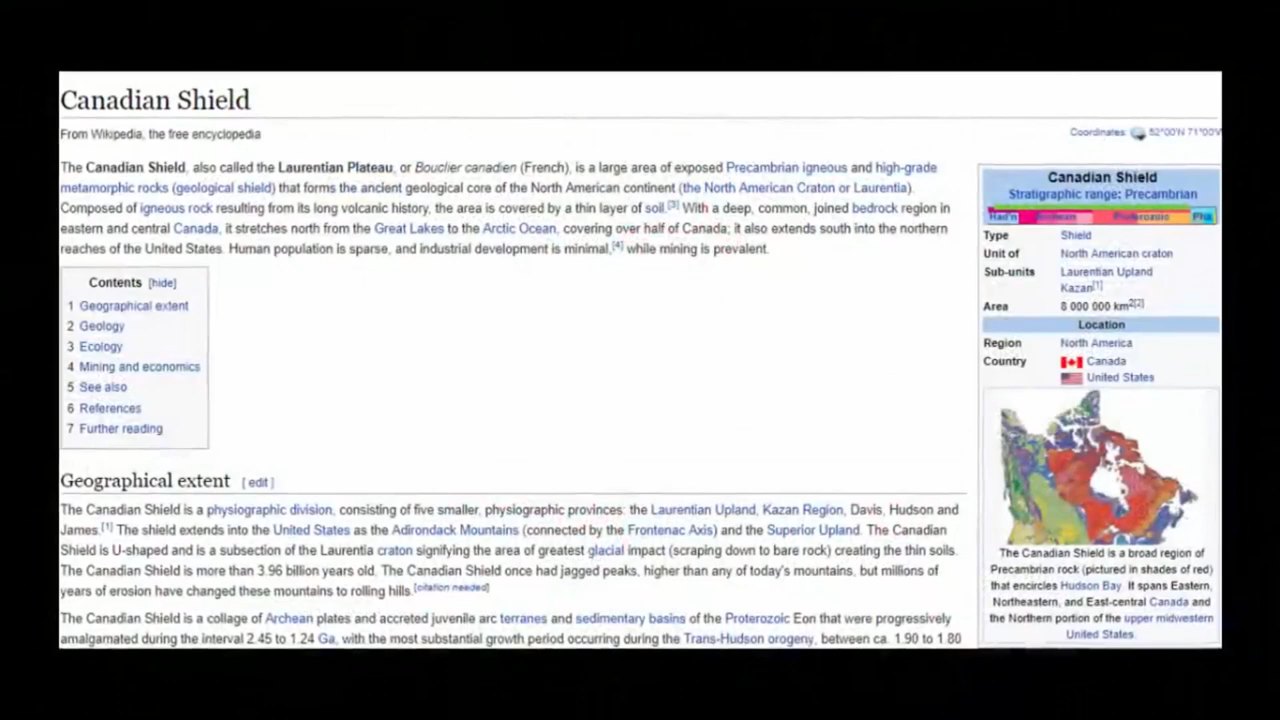 Canadian Shield
From Wikipedia, the free encyclopedia
Coordinates: 52°00'N 71°00'
The Canadian Shield, also called the Laurentian Plateau, or Bouclier canadien (French), is a large area of exposed Precambrian igneous and high-grade
metamorphic rocks (geological shield) that forms the ancient geological core of the North American continent (the North American Craton or Laurentia).
Composed of igneous rock resulting from its long volcanic history, the area is covered by a thin layer of soil.[3] With a deep, common, joined bedrock region in
eastern and central Canada, it stretches north from the Great Lakes to the Arctic Ocean, covering over half of Canada; it also extends south into the northern
reaches of the United States. Human population is sparse, and industrial development is minimal,[4] while mining is prevalent.
Contents [hide]
1 Geographical extent
2 Geology
3 Ecology
4 Mining and economics
5 See also
6 References
7 Further reading
Geographical extent [ edit ]
The Canadian Shield is a physiographic division, consisting of five smaller, physiographic provinces: the Laurentian Upland, Kazan Region, Davis, Hudson and
James.[1] The shield extends into the United States as the Adirondack Mountains (connected by the Frontenac Axis) and the Superior Upland. The Canadian
Shield is U-shaped and is a subsection of the Laurentia craton signifying the area of greatest glacial impact (scraping down to bare rock) creating the thin soils.
The Canadian Shield is more than 3.96 billion years old. The Canadian Shield once had jagged peaks, higher than any of today's mountains, but millions of
years of erosion have changed these mountains to rolling hills.[citation needed]
The Canadian Shield is a collage of Archean plates and accreted juvenile arc terranes and sedimentary basins of the Proterozoic Eon that were progressively
amalgamated during the interval 2.45 to 1.24 Ga, with the most substantial growth period occurring during the Trans-Hudson orogeny, between ca. 1.90 to 1.80
Canadian Shield
Stratigraphic range: Precambrian
Had'n Proterozoic Pha
Type Shield
Unit of North American craton
Sub-units Laurentian Upland
Kazan[1]
Area 8 000 000 km2[2]
Location
Region North America
Country Canada
United States
The Canadian Shield is a broad region of
Precambrian rock (pictured in shades of red)
that encircles Hudson Bay. It spans Eastern,
Northeastern, and East-central Canada and
the Northern portion of the upper midwestern
United States.